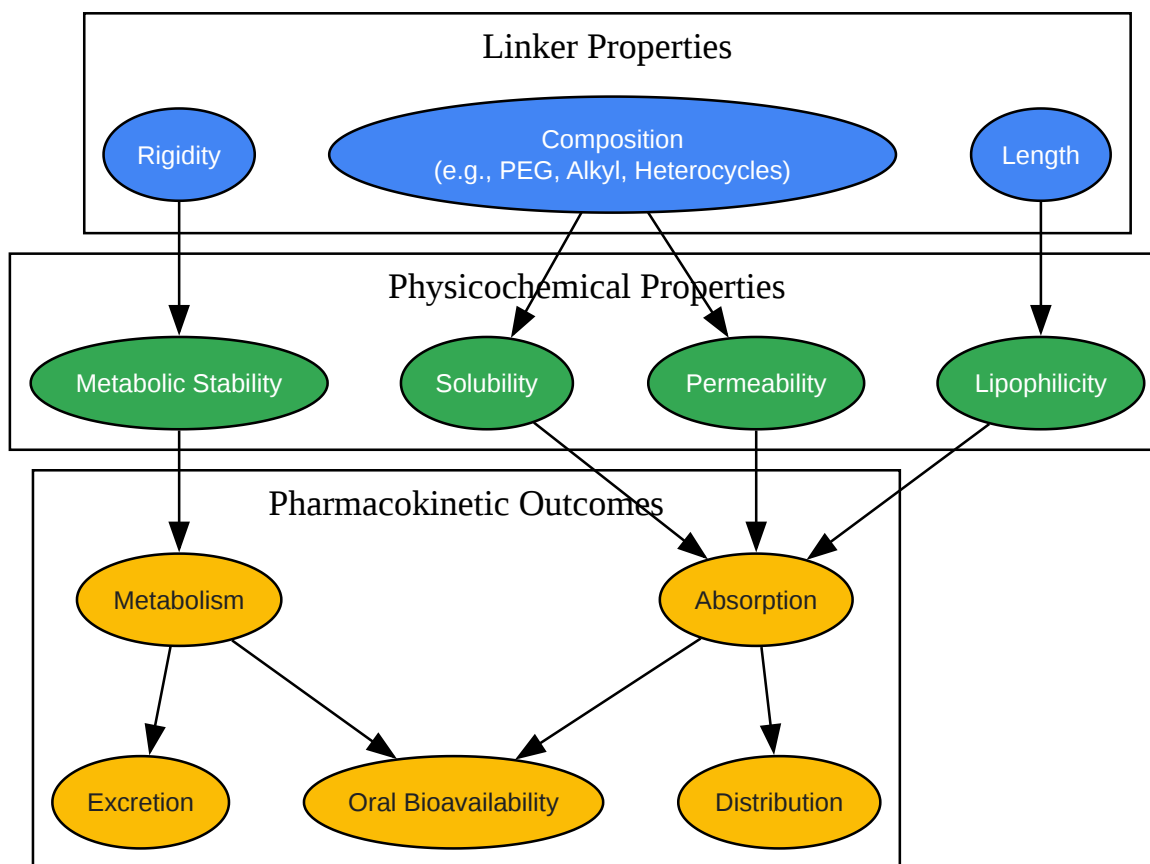 Linker Properties
Rigidity
Composition
(e.g., PEG, Alkyl, Heterocycles)
Length
Physicochemical Properties
Metabolic Stability
Solubility
Permeability
Lipophilicity
Pharmacokinetic Outcomes
Metabolism
Absorption
Excretion
Oral Bioavailability
Distribution